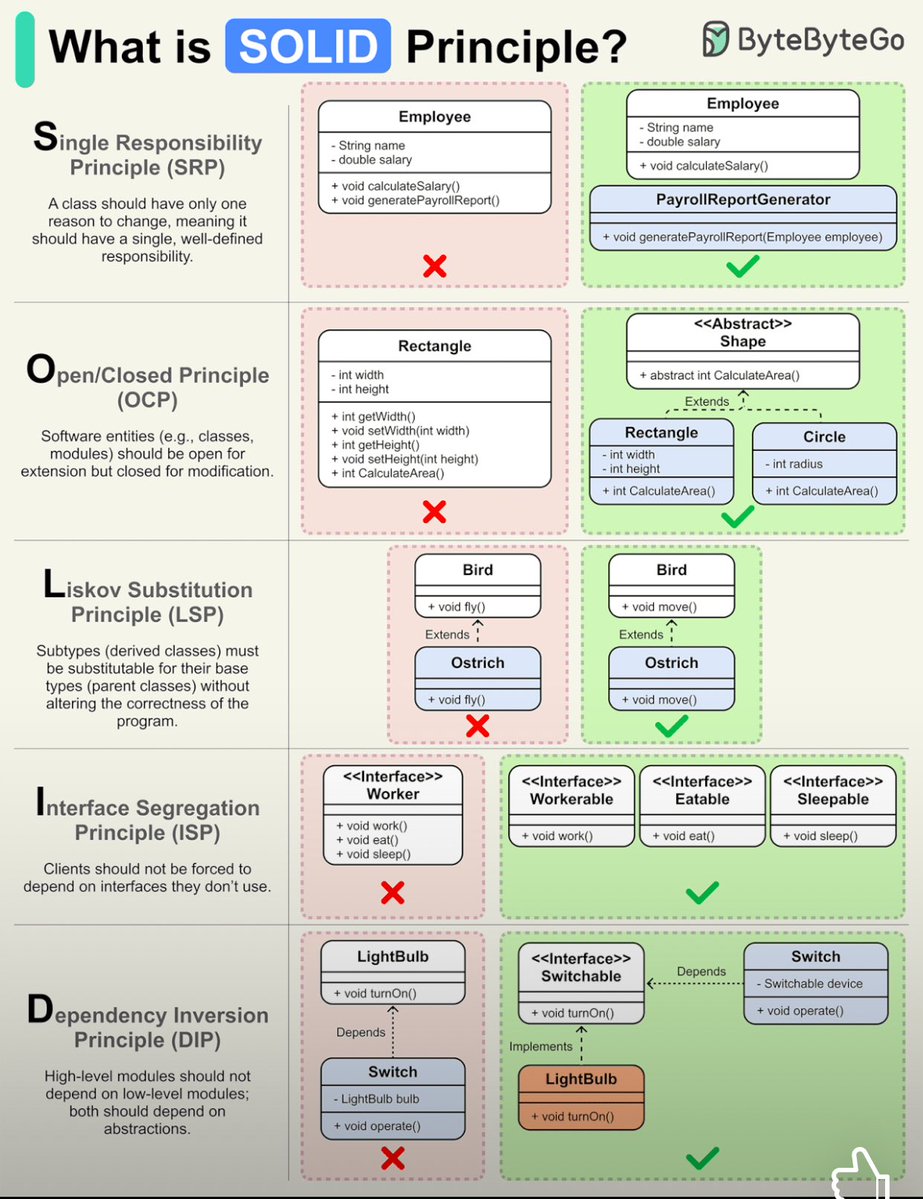 What is SOLID Principle?
ByteByteGo
Single Responsibility
Principle (SRP)
A class should have only one
reason to change, meaning it
should have a single, well-defined
responsibility.
Employee
- String name
- double salary
+ void calculateSalary()
+ void generatePayrollReport()
Employee
- String name
- double salary
+ void calculateSalary()
PayrollReportGenerator
+ void generatePayrollReport(Employee employee)
Open/Closed Principle
(OCP)
Software entities (e.g., classes,
modules) should be open for
extension but closed for modification.
Rectangle
- int width
- int height
+ int getWidth()
+ void setWidth(int width)
+ int getHeight()
+ void setHeight(int height)
+ int CalculateArea()
<<Abstract>>
Shape
+ abstract int CalculateArea()
Extends
Rectangle
- int width
- int height
+ int CalculateArea()
Circle
- int radius
+ int CalculateArea()
Liskov Substitution
Principle (LSP)
Subtypes (derived classes) must
be substitutable for their base
types (parent classes) without
altering the correctness of the
program.
Bird
+ void fly()
Extends
Ostrich
+ void fly()
Bird
+ void move()
Extends
Ostrich
+ void move()
Interface Segregation
Principle (ISP)
Clients should not be forced to
depend on interfaces they don't use.
<<Interface>>
Worker
+ void work()
+ void eat()
+ void sleep()
<<Interface>>
Workerable
+ void work()
<<Interface>>
Eatable
+ void eat()
<<Interface>>
Sleepable
+ void sleep()
Dependency Inversion
Principle (DIP)
High-level modules should not
depend on low-level modules;
both should depend on
abstractions.
LightBulb
+ void turnOn()
Depends
Switch
- LightBulb bulb
+ void operate()
<<Interface>>
Switchable
+ void turnOn()
Depends
Switch
- Switchable device
+ void operate()
Implements
LightBulb
+ void turnOn()